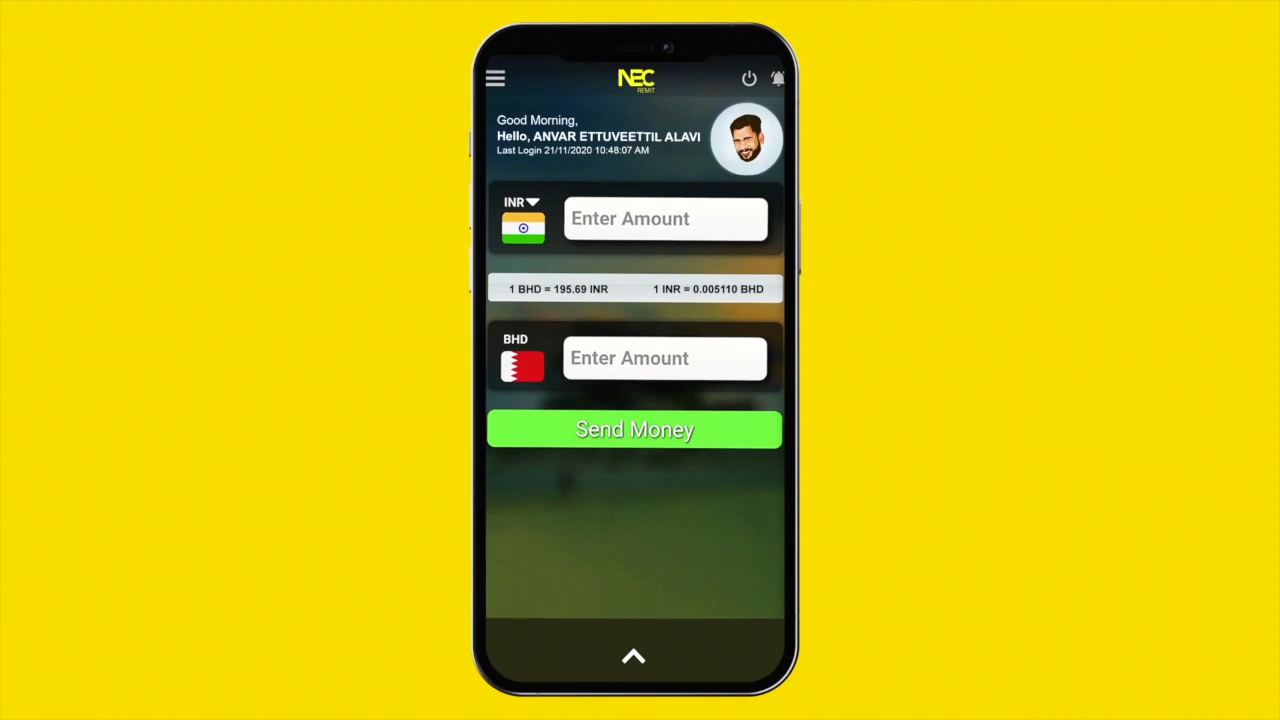 NEC
REMIT
Good Morning,
Hello, ANVAR ETTUVEETTIL ALAVI
Last Login 21/11/2020 10:48:07 AM
INR
Enter Amount
1 BHD = 195.69 INR 1 INR = 0.005110 BHD
BHD
Enter Amount
Send Money